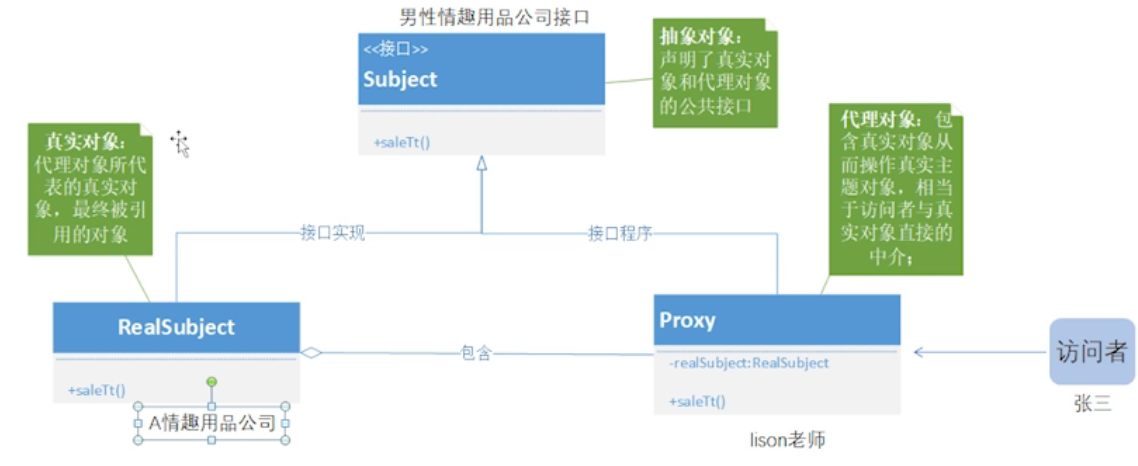 男性情趣用品公司接口
<<接口>>
Subject
+saleTt()
抽象对象：
声明了真实对
象和代理对象
的公共接口
代理对象：包
含真实对象从
而操作真实主
题对象，相当
于访问者与真
实对象直接的
中介；
真实对象：
代理对象所代
表的真实对
象，最终被引
用的对象
接口实现
接口程序
RealSubject
+saleTt()
A情趣用品公司
包含
Proxy
-realSubject:RealSubject
+saleTt()
lison老师
访问者
张三